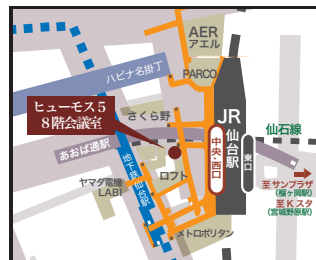 AER
アエル
ハピナ名掛丁
PARCO
ヒューモス5
8階会議室
さくら野
JR
仙台駅
中央・西口
東口
仙石線
あおば通駅
地下鉄仙台駅
ロフト
ヤマダ電機
LABI
至サンプラザ
(榴ヶ岡駅)
至Kスタ
(宮城野原駅)
メトロポリタン